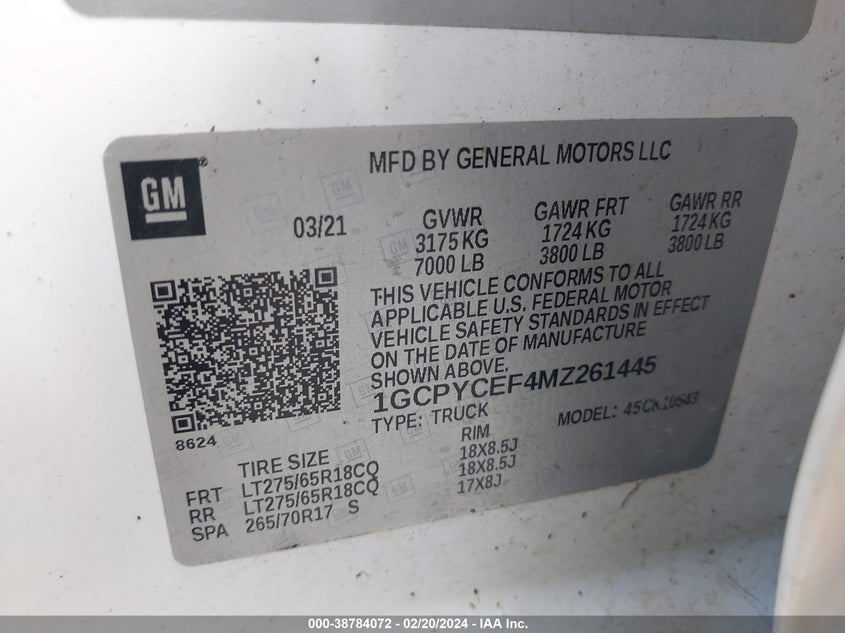 GM®
MFD BY GENERAL MOTORS LLC
03/21
GVWR
3175 KG
7000 LB
GAWR FRT
1724 KG
3800 LB
GAWR RR
1724 KG
3800 LB
THIS VEHICLE CONFORMS TO ALL
APPLICABLE U.S. FEDERAL MOTOR
VEHICLE SAFETY STANDARDS IN EFFECT
ON THE DATE OF MANUFACTURE
SHOWN ABOVE.
1GCPYCEF4MZ261445
TYPE: TRUCK
MODEL: 45CK10543
8624
TIRE SIZE
RIM
FRT LT275/65R18CQ 18X8.5J
RR LT275/65R18CQ 18X8.5J
SPA 265/70R17 S 17X8J
000-38784072 - 02/20/2024 - IAA Inc.